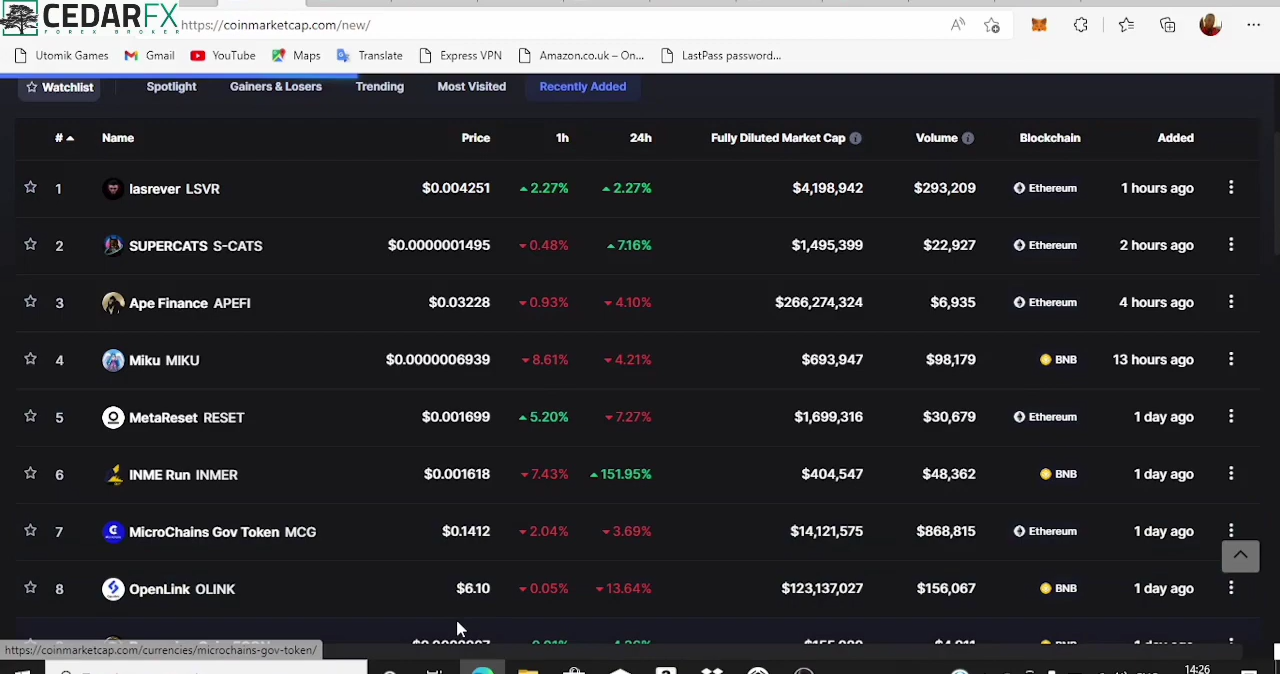 CEDARFX
FOREX BROKER
https://coinmarketcap.com/new/
Utomik Games Gmail YouTube Maps Translate Express VPN Amazon.co.uk – On... LastPass password...
Watchlist Spotlight Gainers & Losers Trending Most Visited Recently Added
# Name Price 1h 24h Fully Diluted Market Cap Volume Blockchain Added
1 lasrever LSVR $0.004251 2.27% 2.27% $4,198,942 $293,209 Ethereum 1 hours ago
2 SUPERCATS S-CATS $0.0000001495 0.48% 7.16% $1,495,399 $22,927 Ethereum 2 hours ago
3 Ape Finance APEFI $0.03228 0.93% 4.10% $266,274,324 $6,935 Ethereum 4 hours ago
4 Miku MIKU $0.0000006939 8.61% 4.21% $693,947 $98,179 BNB 13 hours ago
5 MetaReset RESET $0.001699 5.20% 7.27% $1,699,316 $30,679 Ethereum 1 day ago
6 INME Run INMER $0.001618 7.43% 151.95% $404,547 $48,362 BNB 1 day ago
7 MicroChains Gov Token MCG $0.1412 2.04% 3.69% $14,121,575 $868,815 Ethereum 1 day ago
8 OpenLink OLINK $6.10 0.05% 13.64% $123,137,027 $156,067 BNB 1 day ago
https://coinmarketcap.com/currencies/microchains-gov-token/
14:26